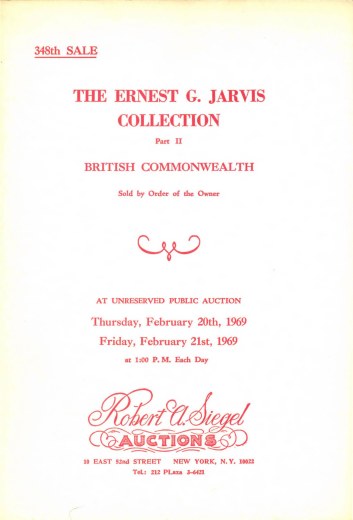 348th SALE
THE ERNEST G. JARVIS
COLLECTION
Part II
BRITISH COMMONWEALTH
Sold by Order of the Owner
AT UNRESERVED PUBLIC AUCTION
Thursday, February 20th, 1969
Friday, February 21st, 1969
at 1:00 P. M. Each Day
Robert A. Siegel
AUCTIONS
10 EAST 52nd STREET NEW YORK, N. Y. 10022
Tel.: 212 PLaza 3-6421